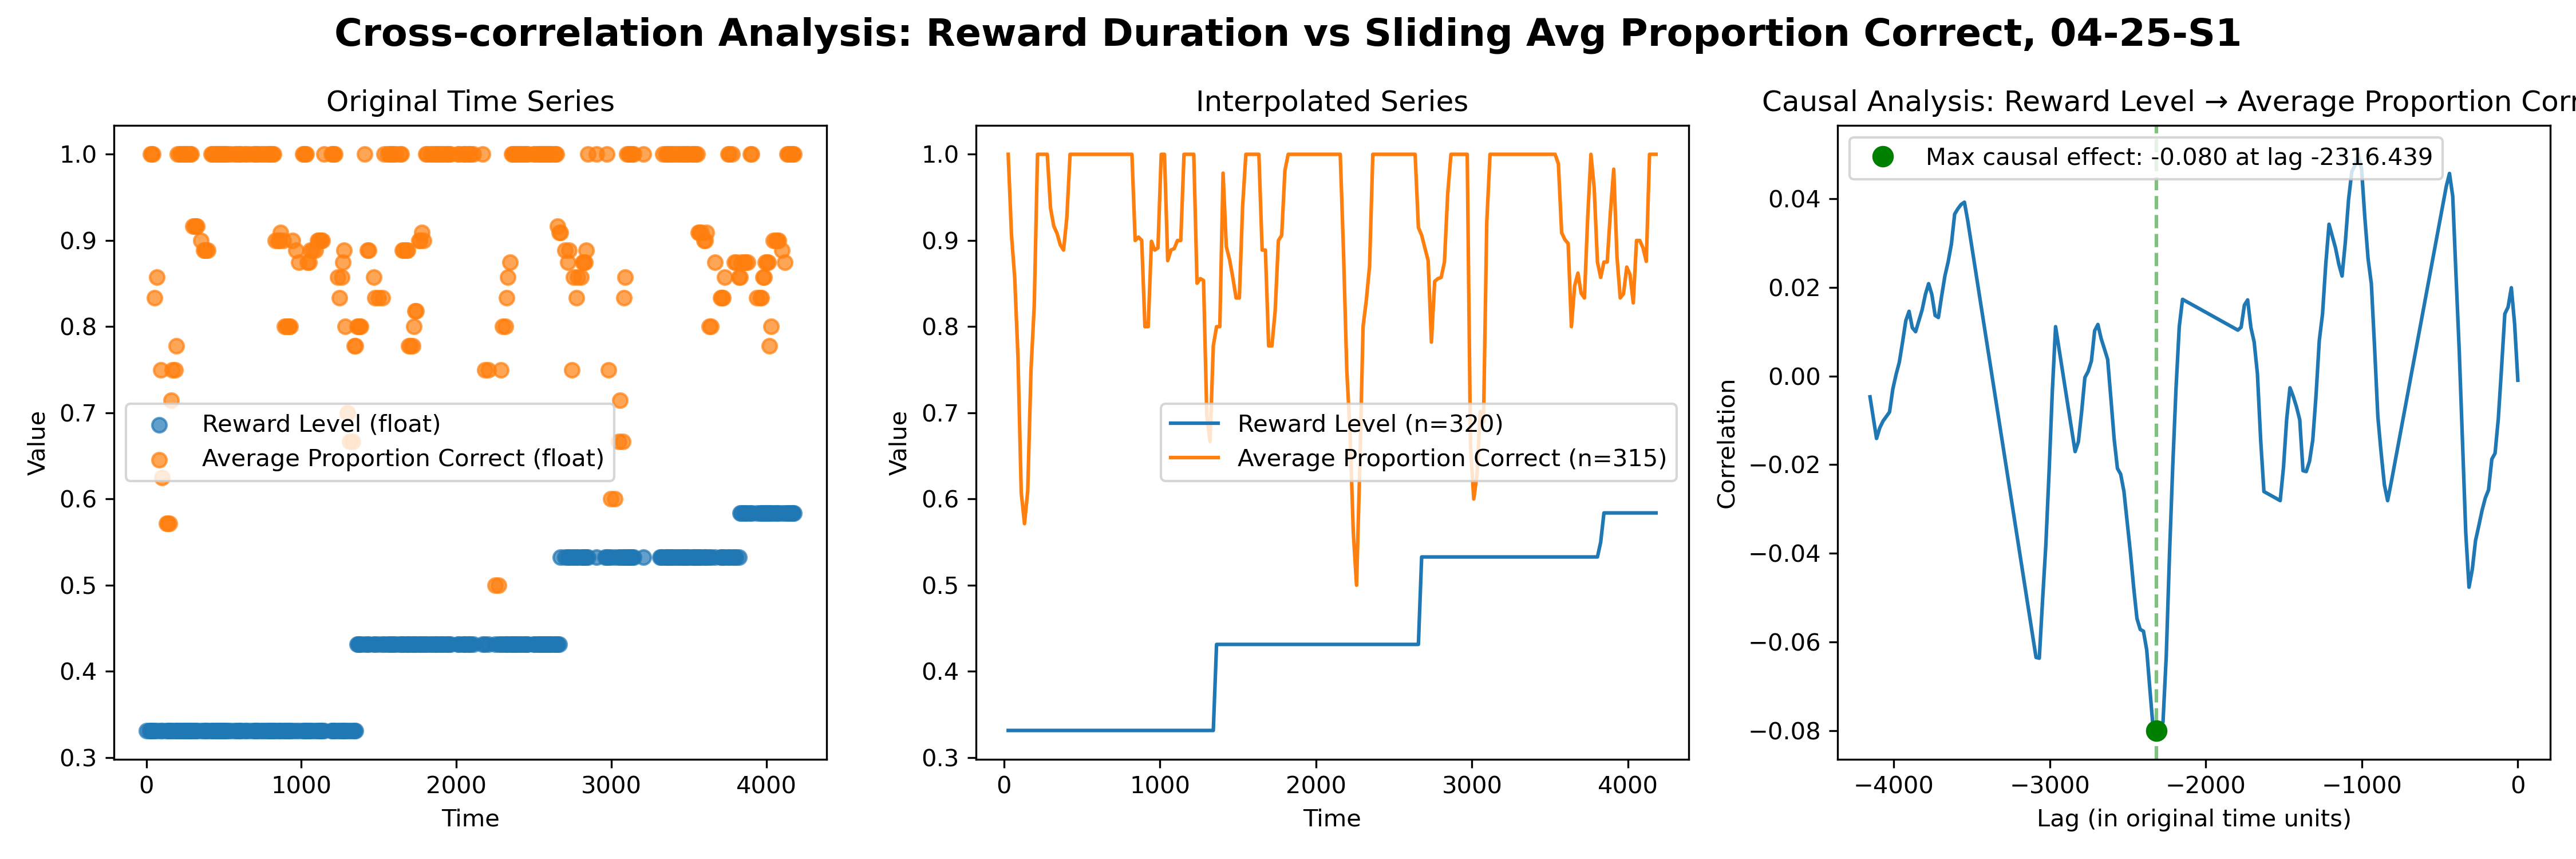 Cross-correlation Analysis: Reward Duration vs Sliding Avg Proportion Correct, 04-25-S1
Original Time Series
Value
1.0
0.9
0.8
0.7
0.6
0.5
0.4
0.3
Reward Level (float)
Average Proportion Correct (float)
0 1000 2000 3000 4000
Time
Interpolated Series
Value
1.0
0.9
0.8
0.7
0.6
0.5
0.4
0.3
Reward Level (n=320)
Average Proportion Correct (n=315)
0 1000 2000 3000 4000
Time
Causal Analysis: Reward Level → Average Proportion Corr
Correlation
Max causal effect: -0.080 at lag -2316.439
0.04
0.02
0.00
−0.02
−0.04
−0.06
−0.08
−4000 −3000 −2000 −1000 0
Lag (in original time units)